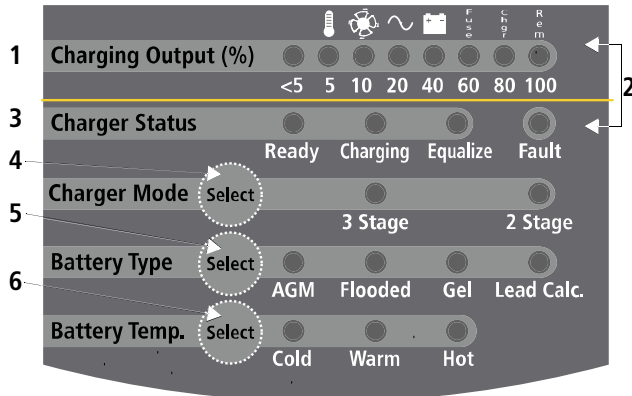 Fuse Chgr Rem
1 Charging Output (%)
<5 5 10 20 40 60 80 100
2
3 Charger Status
Ready Charging Equalize Fault
4
Charger Mode Select
3 Stage 2 Stage
5
Battery Type Select
AGM Flooded Gel Lead Calc.
6
Battery Temp. Select
Cold Warm Hot